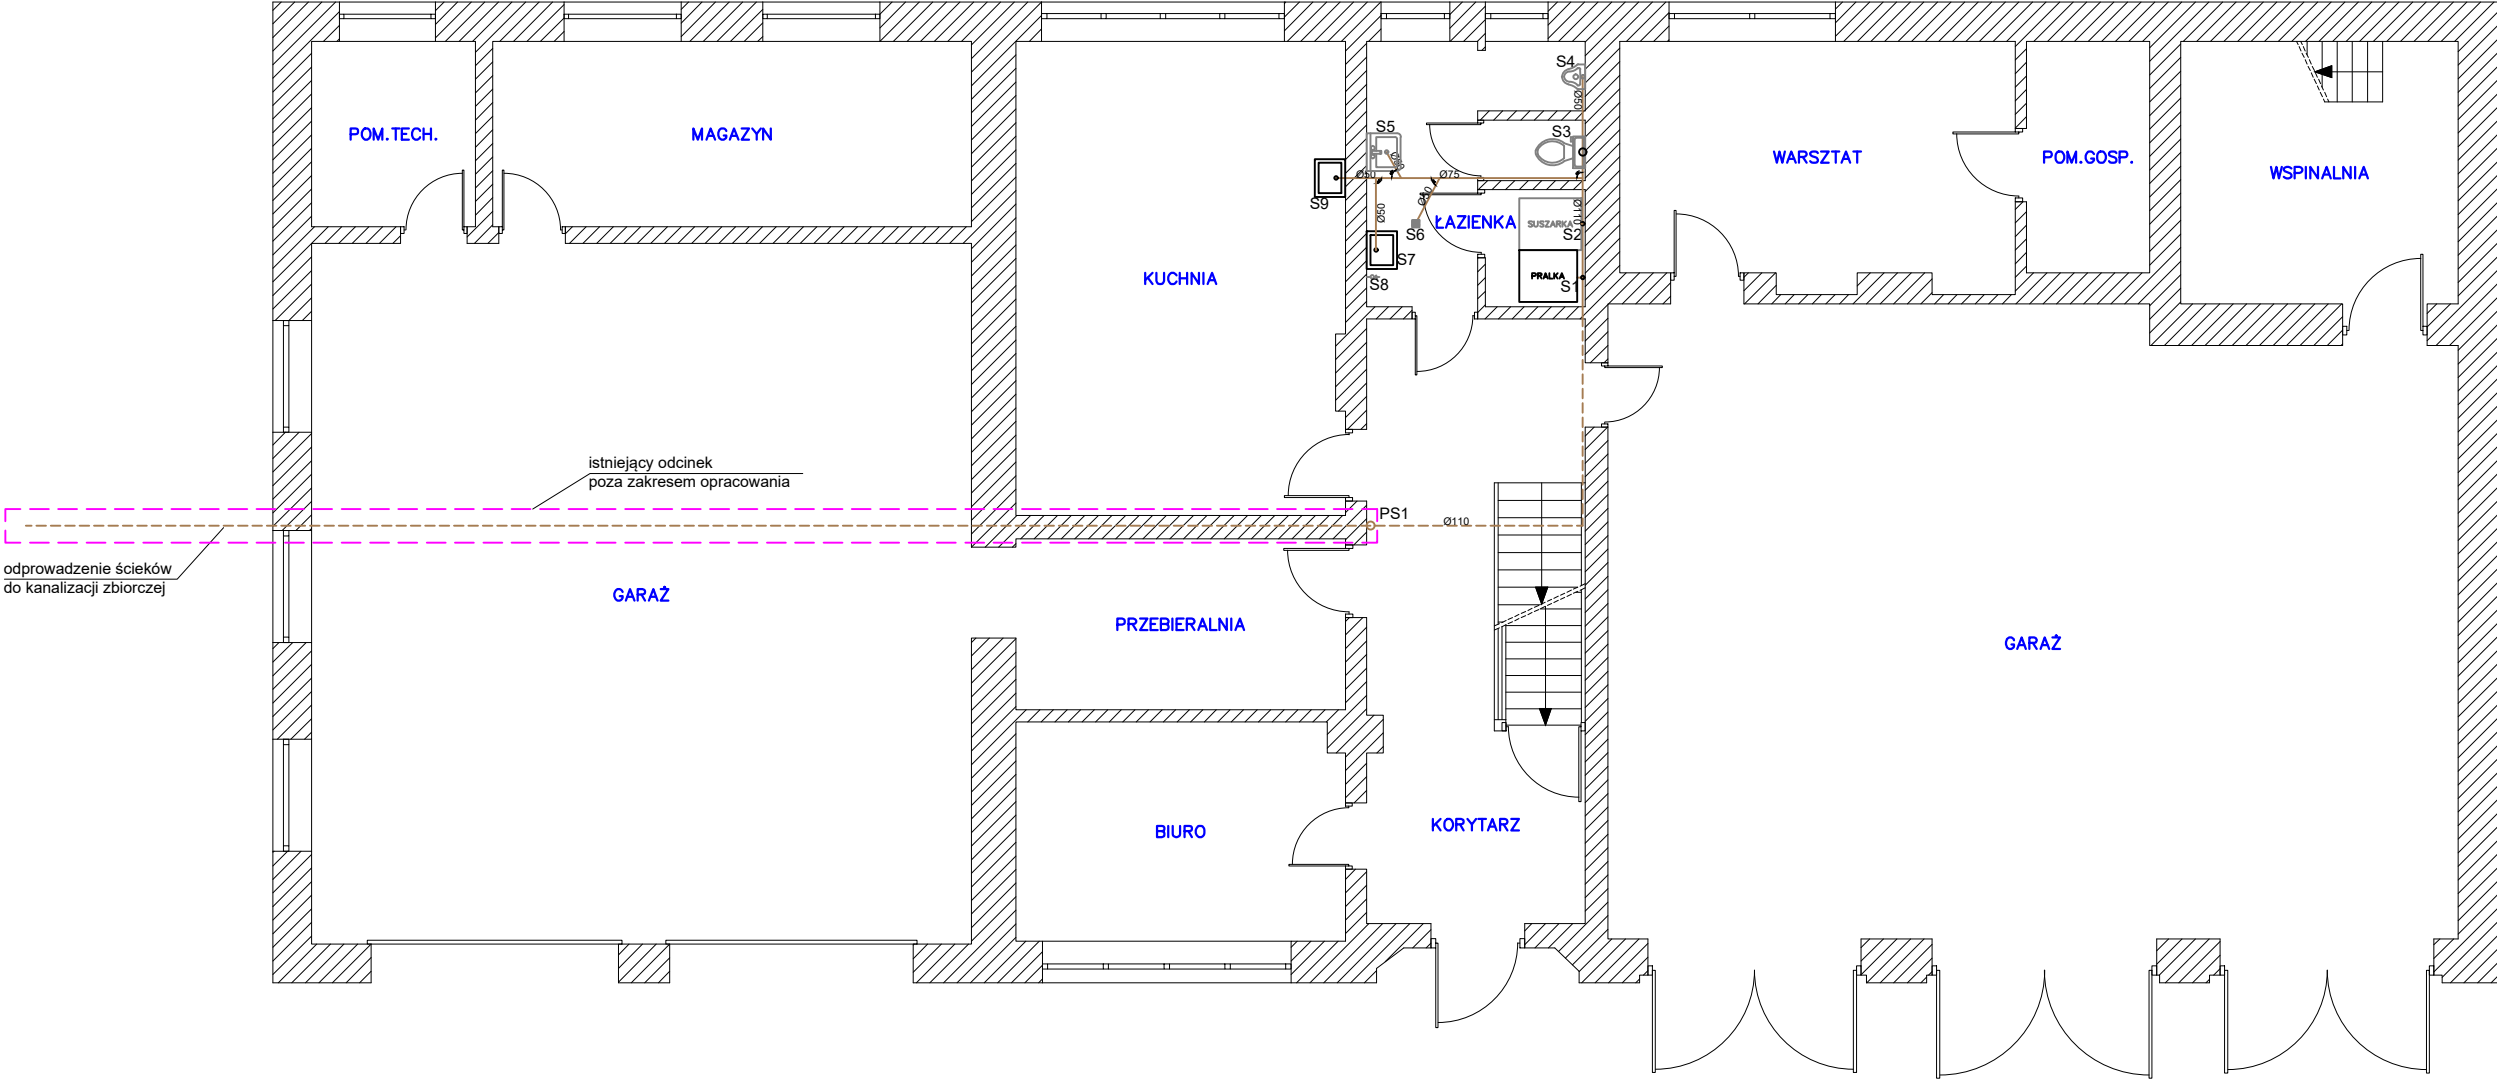 S4
Ø50
POM.TECH.
MAGAZYN
S5
S3
WARSZTAT
POM.GOSP.
WSPINALNIA
Ø50
Ø75
S9
Ø50
Ø50
Ø110
S6
ŁAZIENKA
SUSZARKA
S2
S7
KUCHNIA
S8
PRALKA
S1
istniejący odcinek
poza zakresem opracowania
PS1
Ø110
odprowadzenie ścieków
do kanalizacji zbiorczej
GARAŻ
PRZEBIERALNIA
GARAŻ
BIURO
KORYTARZ